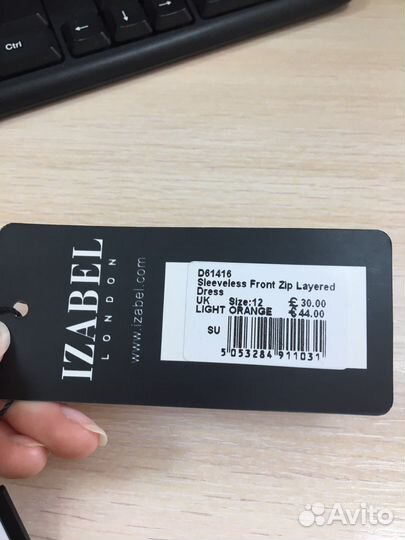 Ctrl
IZABEL
LONDON
www.izabel.com
D61416
Sleeveless Front Zip Layered
Dress
UK Size:12 £ 30.00
LIGHT ORANGE € 44.00
SU
5 053284 911031
Avito